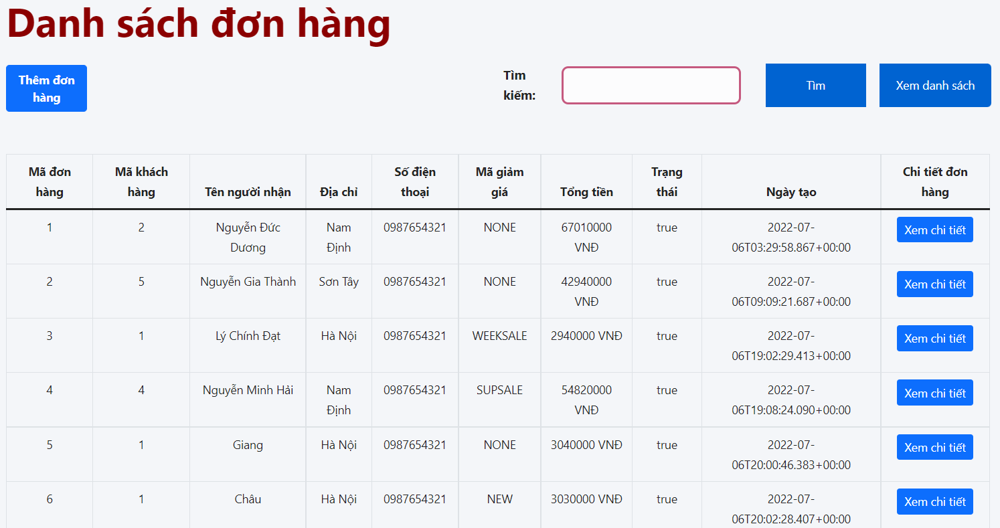 Danh sách đơn hàng
Thêm đơn
hàng
Tìm
kiếm:
Tìm
Xem danh sách
Mã đơn
hàng
Mã khách
hàng
Tên người nhận
Địa chỉ
Số điện
thoại
Mã giảm
giá
Tổng tiền
Trạng
thái
Ngày tạo
Chi tiết đơn
hàng
1
2
Nguyễn Đức
Dương
Nam
Định
0987654321
NONE
67010000
VNĐ
true
2022-07-
06T03:29:58.867+00:00
Xem chi tiết
2
5
Nguyễn Gia Thành
Sơn Tây
0987654321
NONE
42940000
VNĐ
true
2022-07-
06T09:09:21.687+00:00
Xem chi tiết
3
1
Lý Chính Đạt
Hà Nội
0987654321
WEEKSALE
2940000 VNĐ
true
2022-07-
06T19:02:29.413+00:00
Xem chi tiết
4
4
Nguyễn Minh Hải
Nam
Định
0987654321
SUPSALE
54820000
VNĐ
true
2022-07-
06T19:08:24.090+00:00
Xem chi tiết
5
1
Giang
Hà Nội
0987654321
NONE
3040000 VNĐ
true
2022-07-
06T20:00:46.383+00:00
Xem chi tiết
6
1
Châu
Hà Nội
0987654321
NEW
3030000 VNĐ
true
2022-07-
06T20:02:28.407+00:00
Xem chi tiết